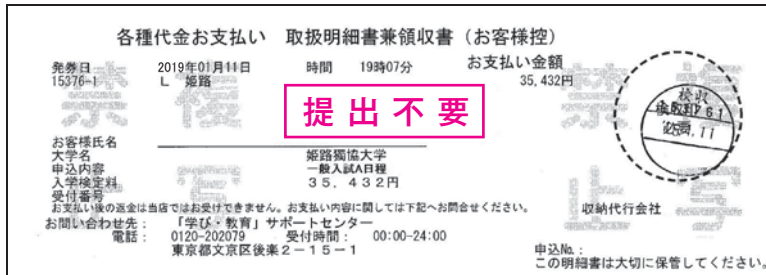 各種代金お支払い 取扱明細書兼領収書（お客様控）
発券日 2019年01月11日 時間 19時07分 お支払い金額
15376-1 L 姫路 35,432円
提出不要
検収
お客様氏名
大学名 姫路獨協大学
申込内容 一般入試A日程
入学検定料 35，432円
受付番号
お支払い後の返金は当店ではお受けできません。お支払い内容に関しては下記へお問合せください。
収納代行会社
お問い合わせ先： 「学び・教育」サポートセンター
電話： 0120-202079 受付時間： 00:00-24:00
東京都文京区後楽２－１５－１
申込No.：
この明細書は大切に保管してください。